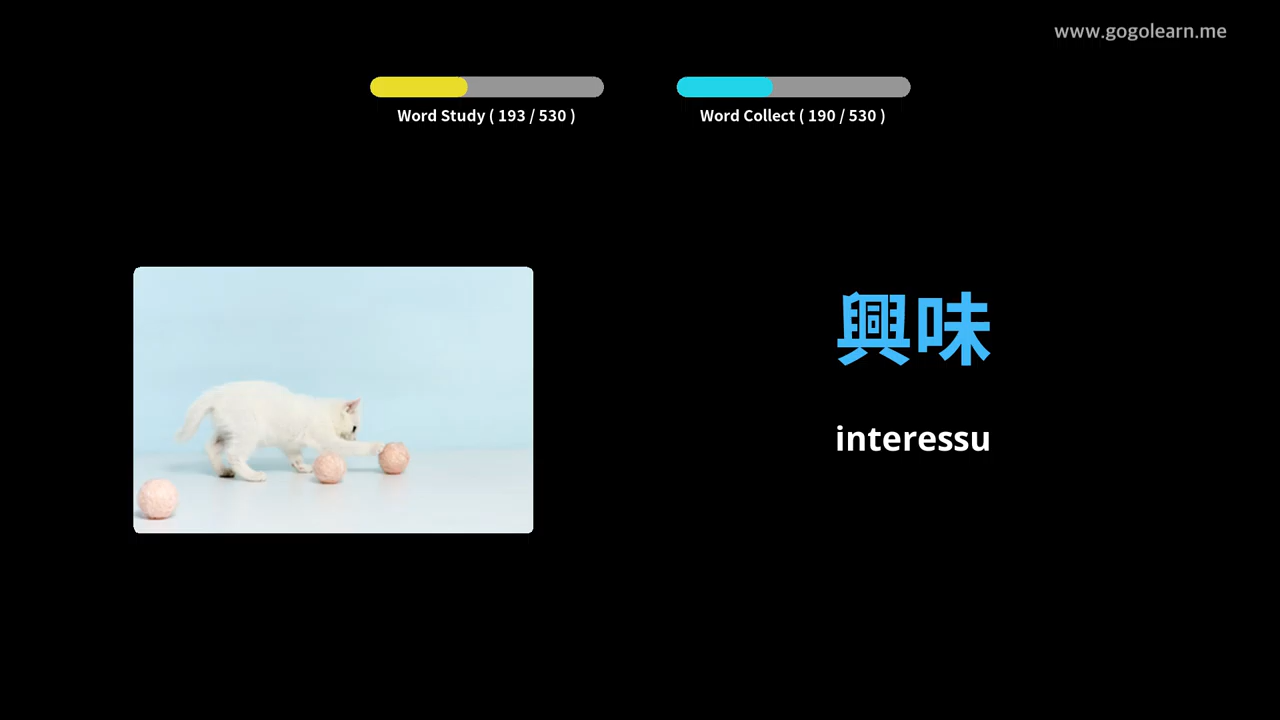 www.gogolearn.me
Word Study ( 193 / 530 )
Word Collect ( 190 / 530 )
興味
interessu